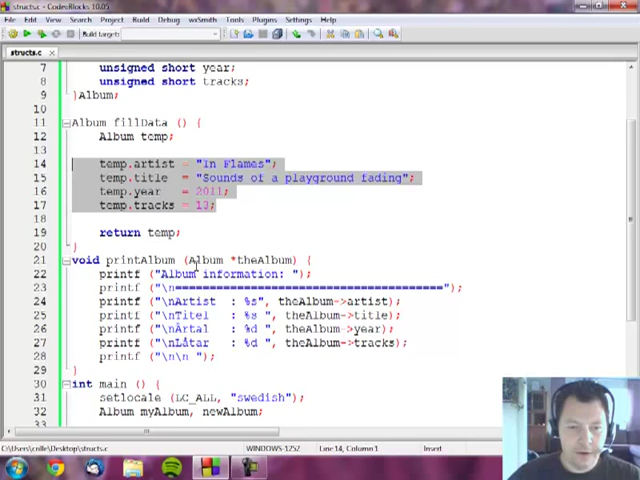 structs.c - Code::Blocks 10.05
File Edit View Search Project Build Debug wxSmith Tools Plugins Settings Help
Build target:
structs.c
7 unsigned short year;
8 unsigned short tracks;
9 }Album;
10
11 Album fillData () {
12 Album temp;
13
14 temp.artist = "In Flames";
15 temp.title = "Sounds of a playground fading";
16 temp.year = 2011;
17 temp.tracks = 13;
18
19 return temp;
20 }
21 void printAlbum (Album *theAlbum) {
22 printf ("Album information: ");
23 printf ("\n========================================");
24 printf ("\nArtist : %s", theAlbum->artist);
25 printf ("\nTitel : %s ", theAlbum->title);
26 printf ("\nÅrtal : %d ", theAlbum->year);
27 printf ("\nLåtar : %d ", theAlbum->tracks);
28 printf ("\n\n ");
29 }
30 int main () {
31 setlocale (LC_ALL, "swedish");
32 Album myAlbum, newAlbum;
C:\Users\crille\Desktop\structs.c WINDOWS-1252 Line 14, Column 1 Insert